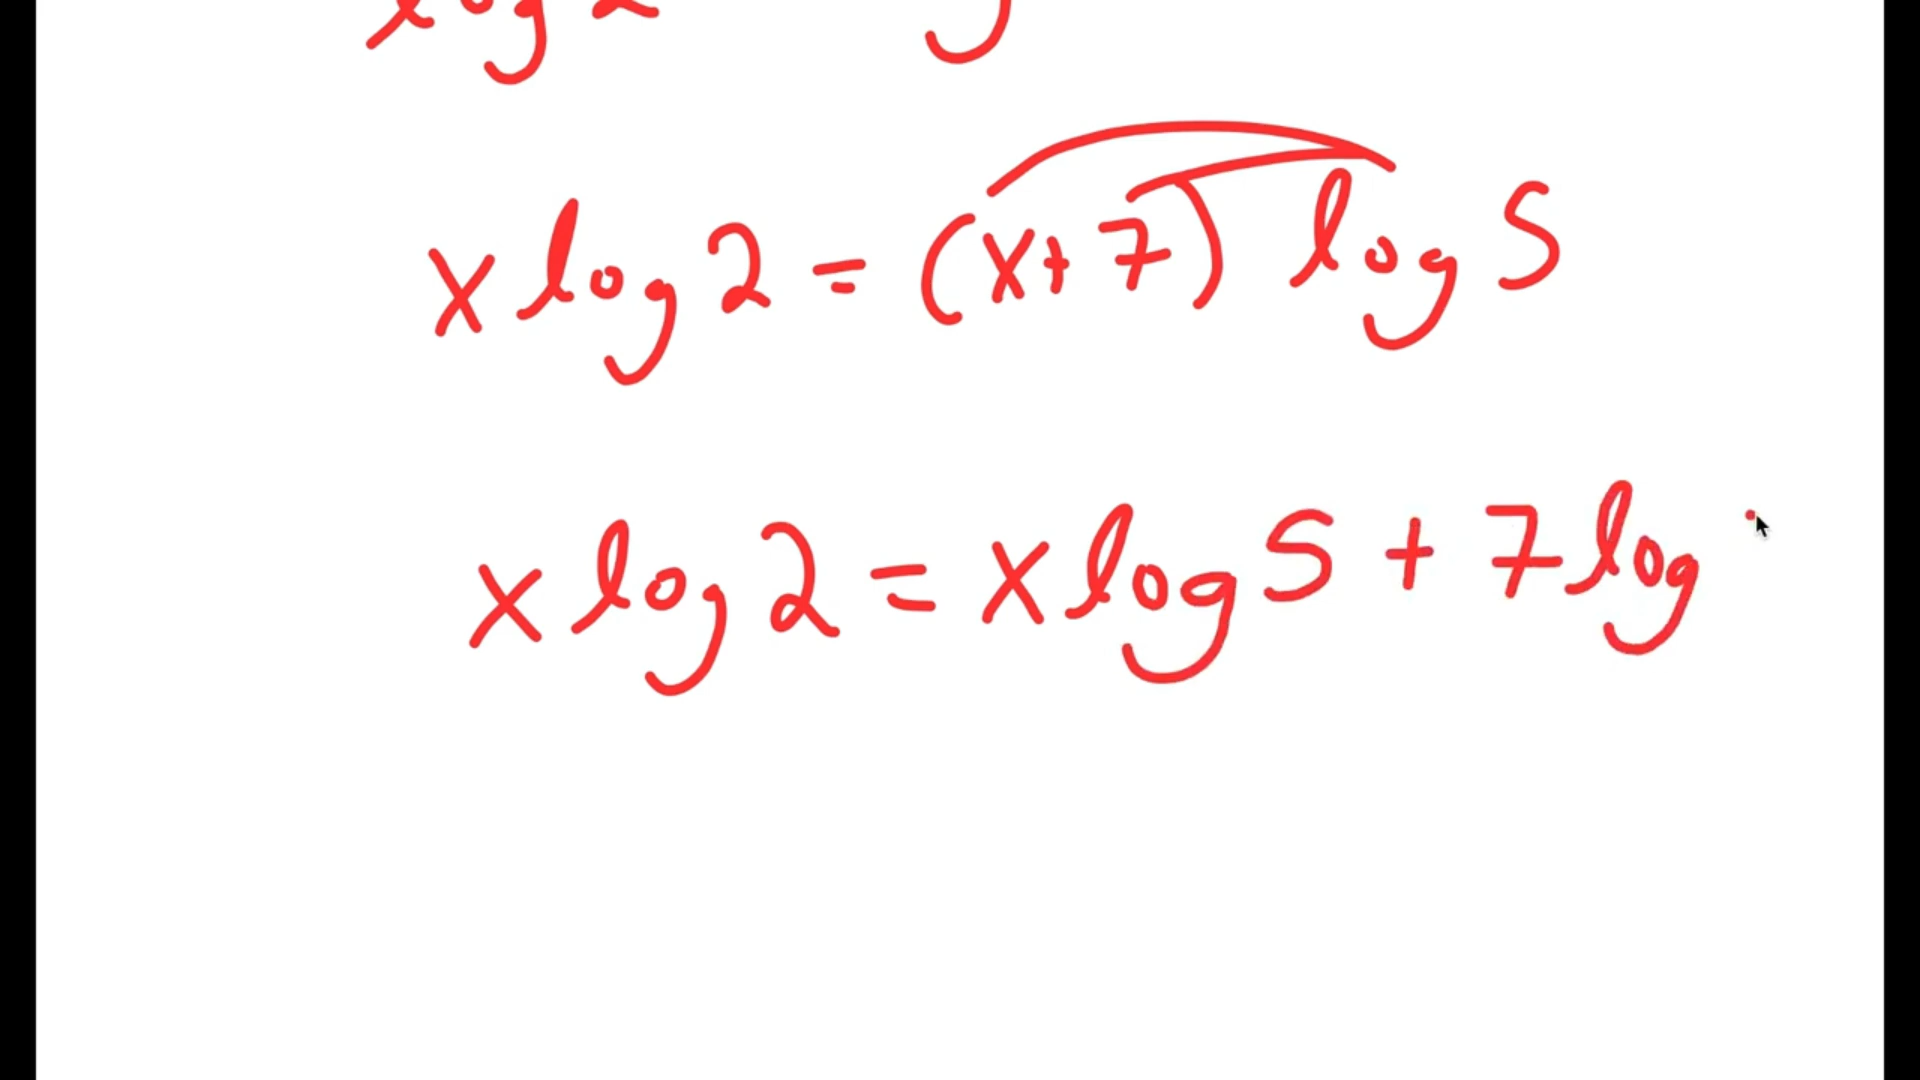 x log 2 = (x + 7) log 5
x log 2 = x log 5 + 7 log